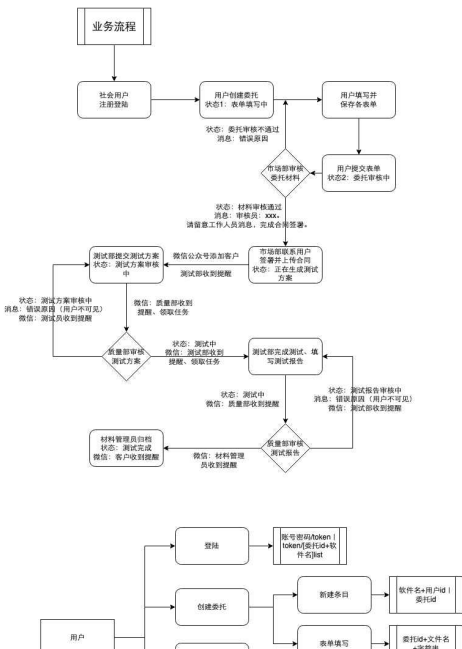 业务流程
社会用户
注册登陆
用户创建委托
状态1：表单填写中
用户填写并
保存各表单
状态：委托审核不通过
消息：错误原因
市场部审核
委托材料
用户提交表单
状态2：委托审核中
状态：材料审核通过
消息：审核员：xxx。
请留意工作人员消息，完成合同签署。
测试部提交测试方案
状态：测试方案审核
中
微信公众号添加客户
测试部收到提醒
市场部联系用户
签署并上传合同
状态：正在生成测试
方案
状态：测试方案审核中
消息：错误原因（用户不可见）
微信：测试员收到提醒
微信：质量部收到
提醒、领取任务
质量部审核
测试方案
状态：测试中
微信：测试部收到
提醒、领取任务
测试部完成测试、填
写测试报告
状态：测试中
微信：质量部收到提醒
状态：测试报告审核中
消息：错误原因（用户不可见）
微信：测试部收到提醒
材料管理员归档
状态：测试完成
微信：客户收到提醒
微信：材料管理
员收到提醒
质量部审核
测试报告
登陆
账号密码/token |
token/[委托id+软
件名]list
创建委托
新建条目
软件名+用户id |
委托id
用户
表单填写
委托id+文件名
+字符串